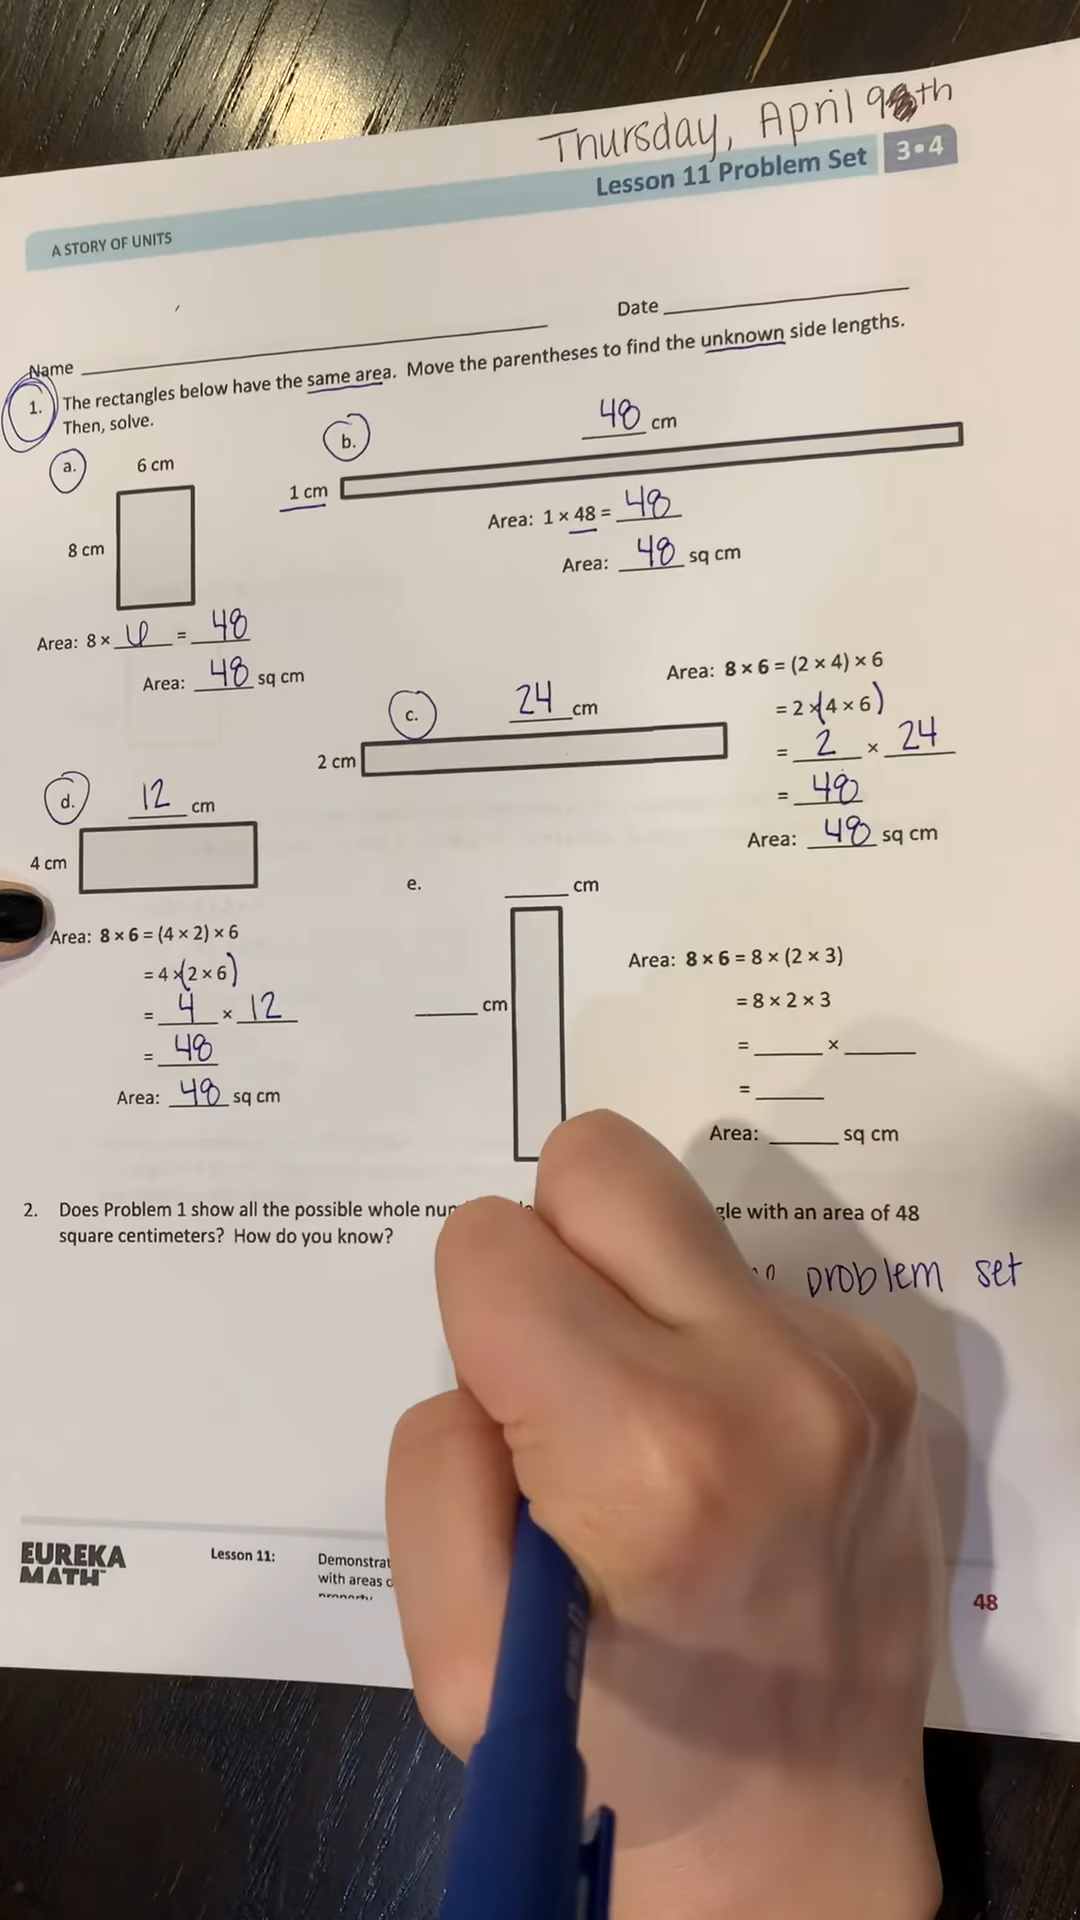 Thursday, April 9th
Lesson 11 Problem Set 3•4
A STORY OF UNITS
Name
Date
1. The rectangles below have the same area. Move the parentheses to find the unknown side lengths.
Then, solve.
a.
6 cm
8 cm
Area: 8 × 6 = 48
Area: 48 sq cm
b.
48 cm
1 cm
Area: 1 × 48 = 48
Area: 48 sq cm
c.
24 cm
2 cm
Area: 8 × 6 = (2 × 4) × 6
= 2 × (4 × 6)
= 2 × 24
= 48
Area: 48 sq cm
d.
12 cm
4 cm
Area: 8 × 6 = (4 × 2) × 6
= 4 × (2 × 6)
= 4 × 12
= 48
Area: 48 sq cm
e.
cm
cm
Area: 8 × 6 = 8 × (2 × 3)
= 8 × 2 × 3
= ×
=
Area: sq cm
2. Does Problem 1 show all the possible whole with an area of 48
square centimeters? How do you know?
problem set
EUREKA
MATH™
Lesson 11:
with areas
48